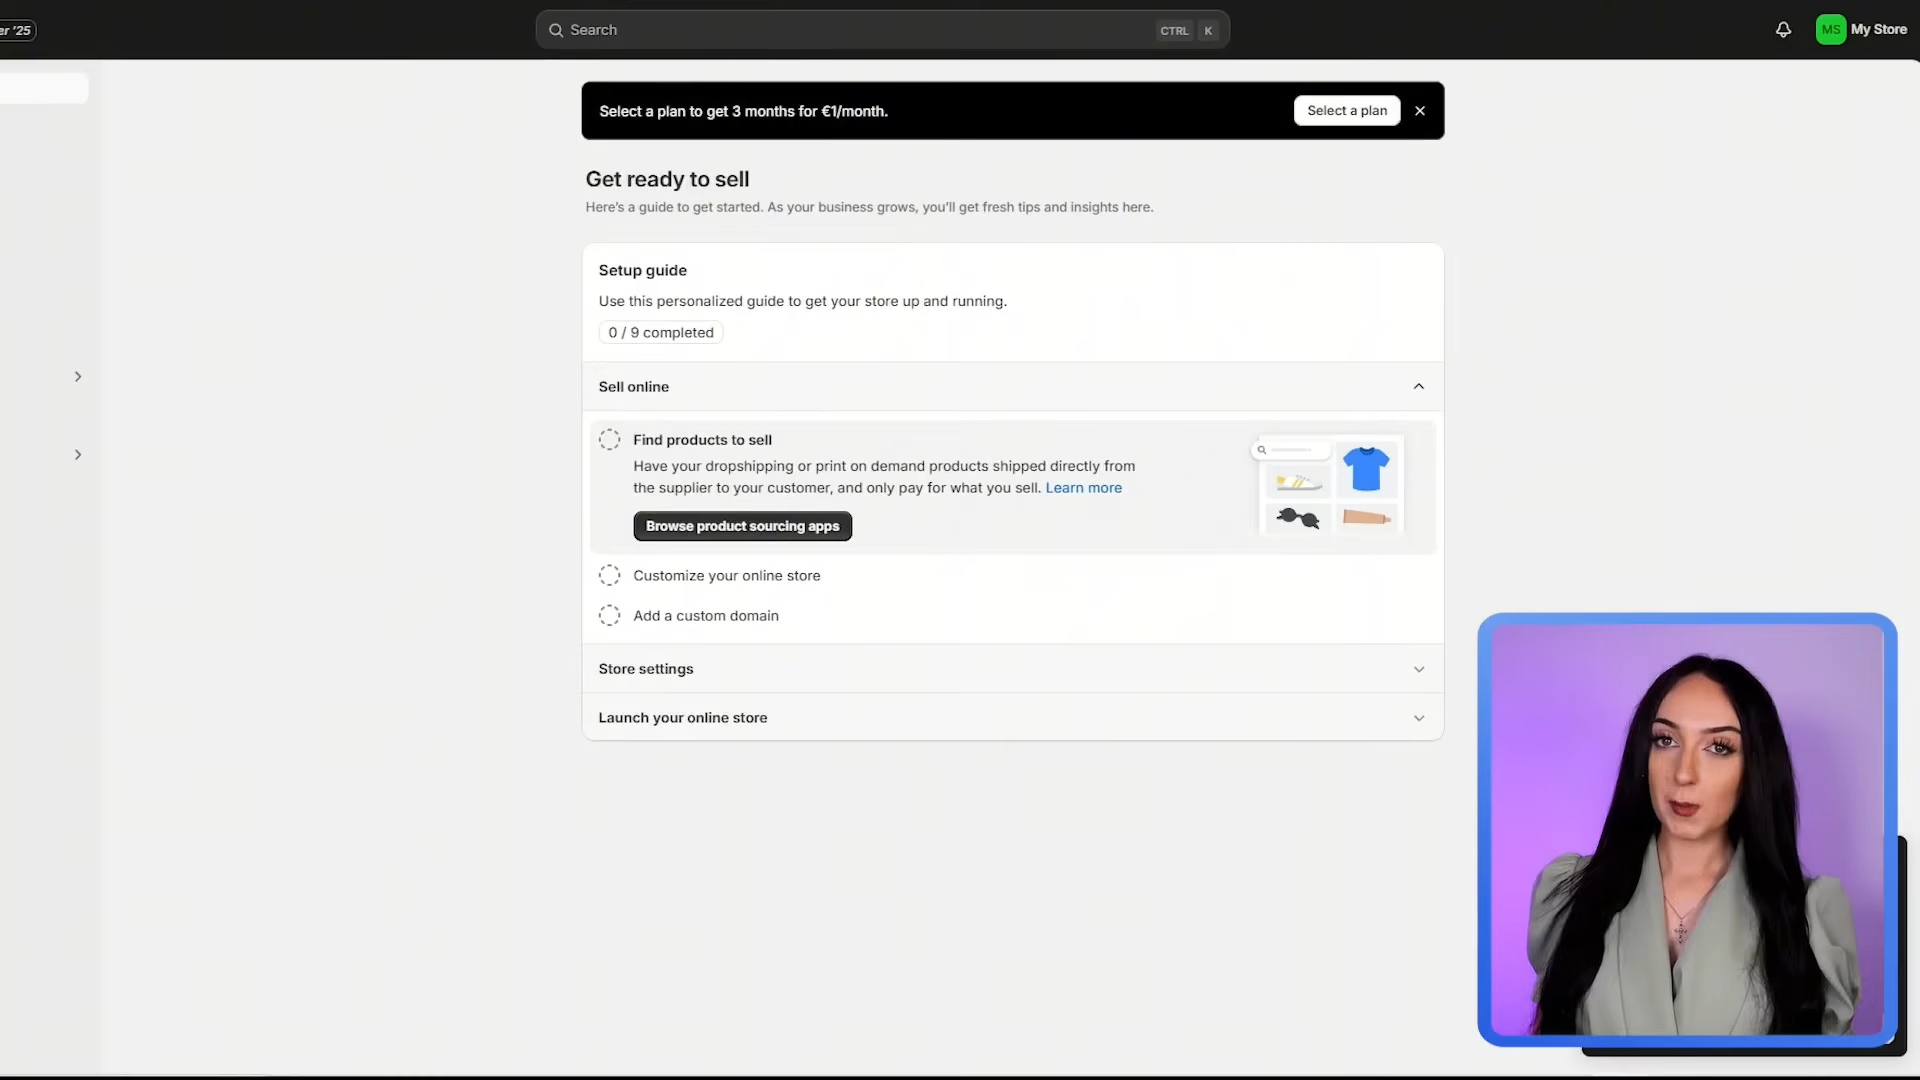 er '25
Search
CTRL K
MS My Store
Select a plan to get 3 months for €1/month.
Select a plan
Get ready to sell
Here's a guide to get started. As your business grows, you'll get fresh tips and insights here.
Setup guide
Use this personalized guide to get your store up and running.
0 / 9 completed
Sell online
Find products to sell
Have your dropshipping or print on demand products shipped directly from
the supplier to your customer, and only pay for what you sell. Learn more
Browse product sourcing apps
Customize your online store
Add a custom domain
Store settings
Launch your online store